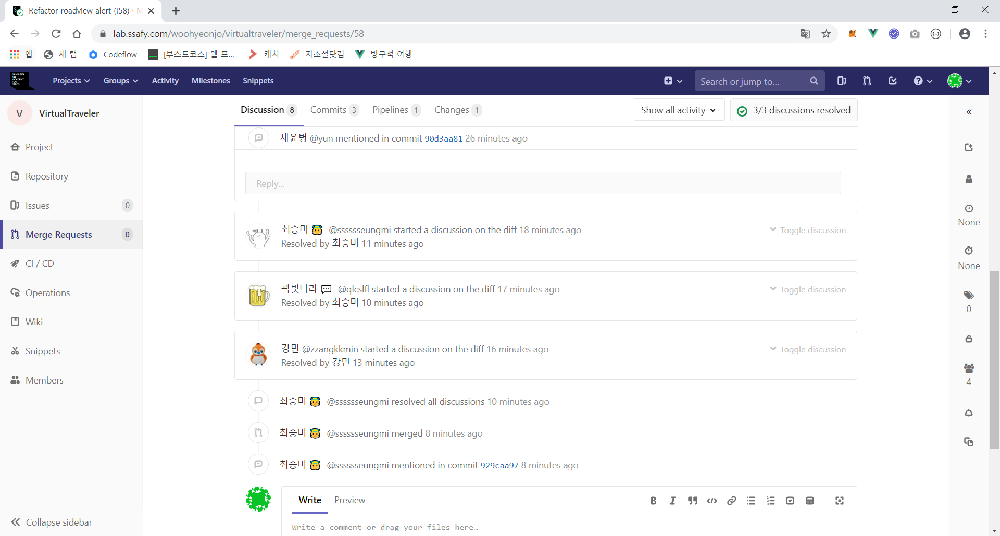 Refactor roadview alert (!58) · M
lab.ssafy.com/woohyeonjo/virtualtraveler/merge_requests/58
앱 새 탭 Codeflow [부스트코스] 웹 프... 캐치 자소설닷컴 방구석 여행
SAMSUNG SW ACADEMY FOR YOUTH
Projects Groups Activity Milestones Snippets Search or jump to...
V VirtualTraveler
Project
Repository
Issues 0
Merge Requests 0
CI / CD
Operations
Wiki
Snippets
Members
Collapse sidebar
Discussion 8 Commits 3 Pipelines 1 Changes 1 Show all activity 3/3 discussions resolved
채윤병 @yun mentioned in commit 90d3aa81 26 minutes ago
Reply...
최승미 @sssssseungmi started a discussion on the diff 18 minutes ago Toggle discussion
Resolved by 최승미 11 minutes ago
곽빛나라 @qlcslfl started a discussion on the diff 17 minutes ago Toggle discussion
Resolved by 최승미 10 minutes ago
강민 @zzangkkmin started a discussion on the diff 16 minutes ago Toggle discussion
Resolved by 강민 13 minutes ago
최승미 @sssssseungmi resolved all discussions 10 minutes ago
최승미 @sssssseungmi merged 8 minutes ago
최승미 @sssssseungmi mentioned in commit 929caa97 8 minutes ago
Write Preview
Write a comment or drag your files here…
None
None
0
4